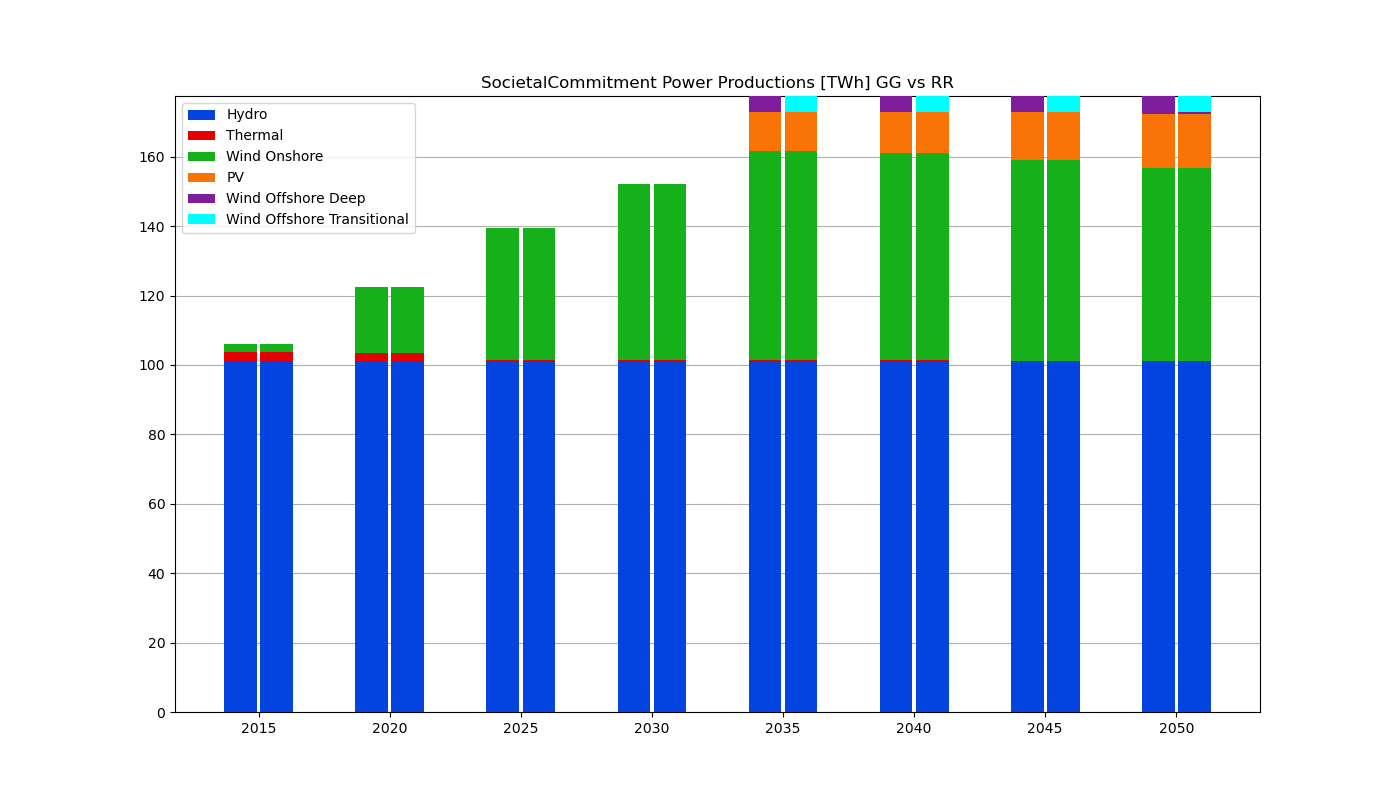 SocietalCommitment Power Productions [TWh] GG vs RR
Hydro
Thermal
Wind Onshore
PV
Wind Offshore Deep
Wind Offshore Transitional
160
140
120
100
80
60
40
20
0
2015 2020 2025 2030 2035 2040 2045 2050